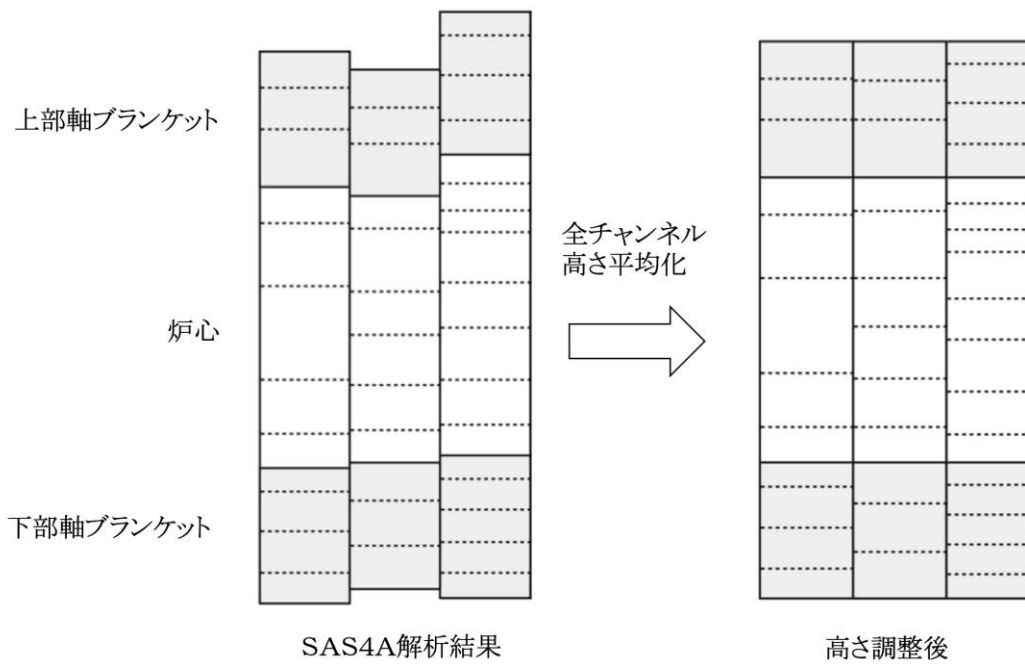 上部軸ブランケット
全チャンネル
高さ平均化
炉心
下部軸ブランケット
SAS4A解析結果
高さ調整後